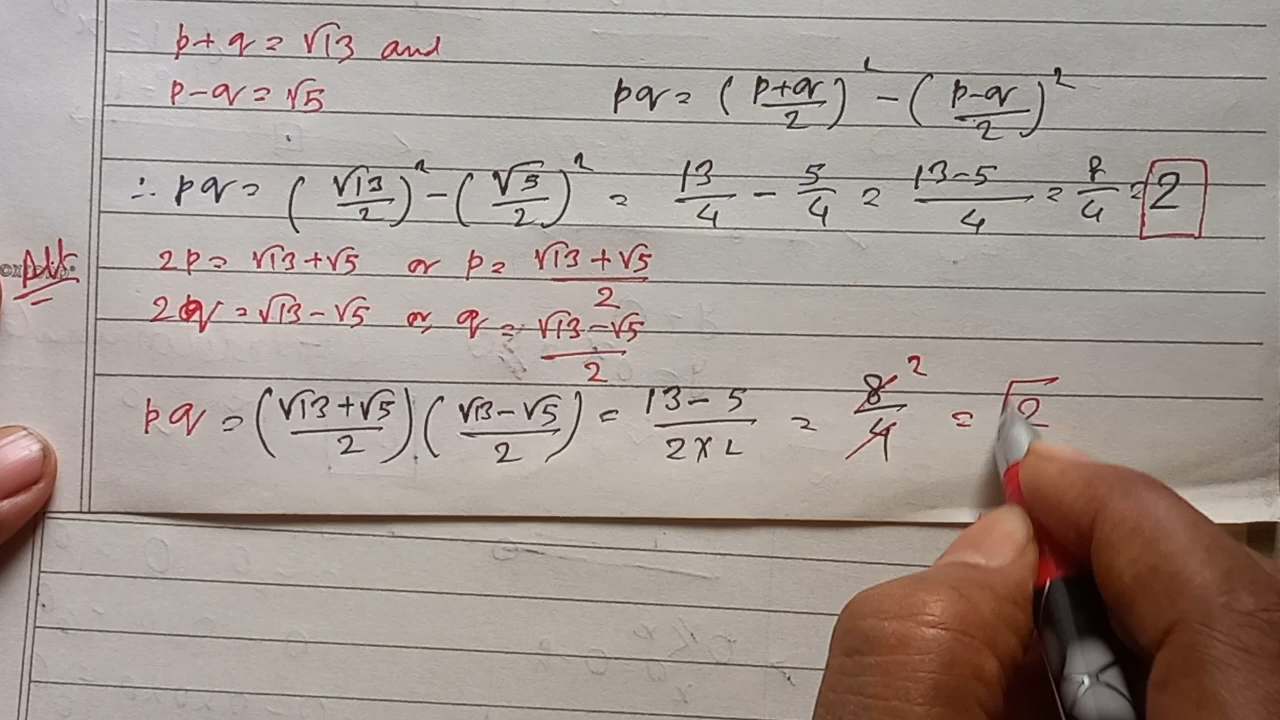 p+q = √13 and
p-q = √5
pq = ((p+q)/2)² - ((p-q)/2)²
∴ pq = (√13/2)² - (√5/2)² = 13/4 - 5/4 = (13-5)/4 = 8/4 = 2
2p = √13+√5 or p = (√13+√5)/2
2q = √13-√5 or, q = (√13-√5)/2
pq = ((√13+√5)/2)((√13-√5)/2) = (13-5)/(2×2) = 8/4 2 = 2